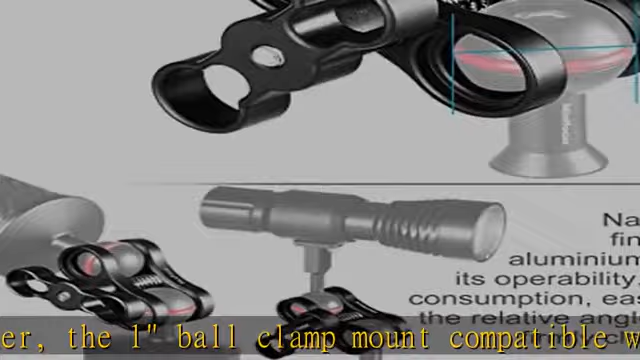 Na
fin
aluminium
its operability,
consumption, eas
the relative angl
er, the 1" ball clamp mount compatible w